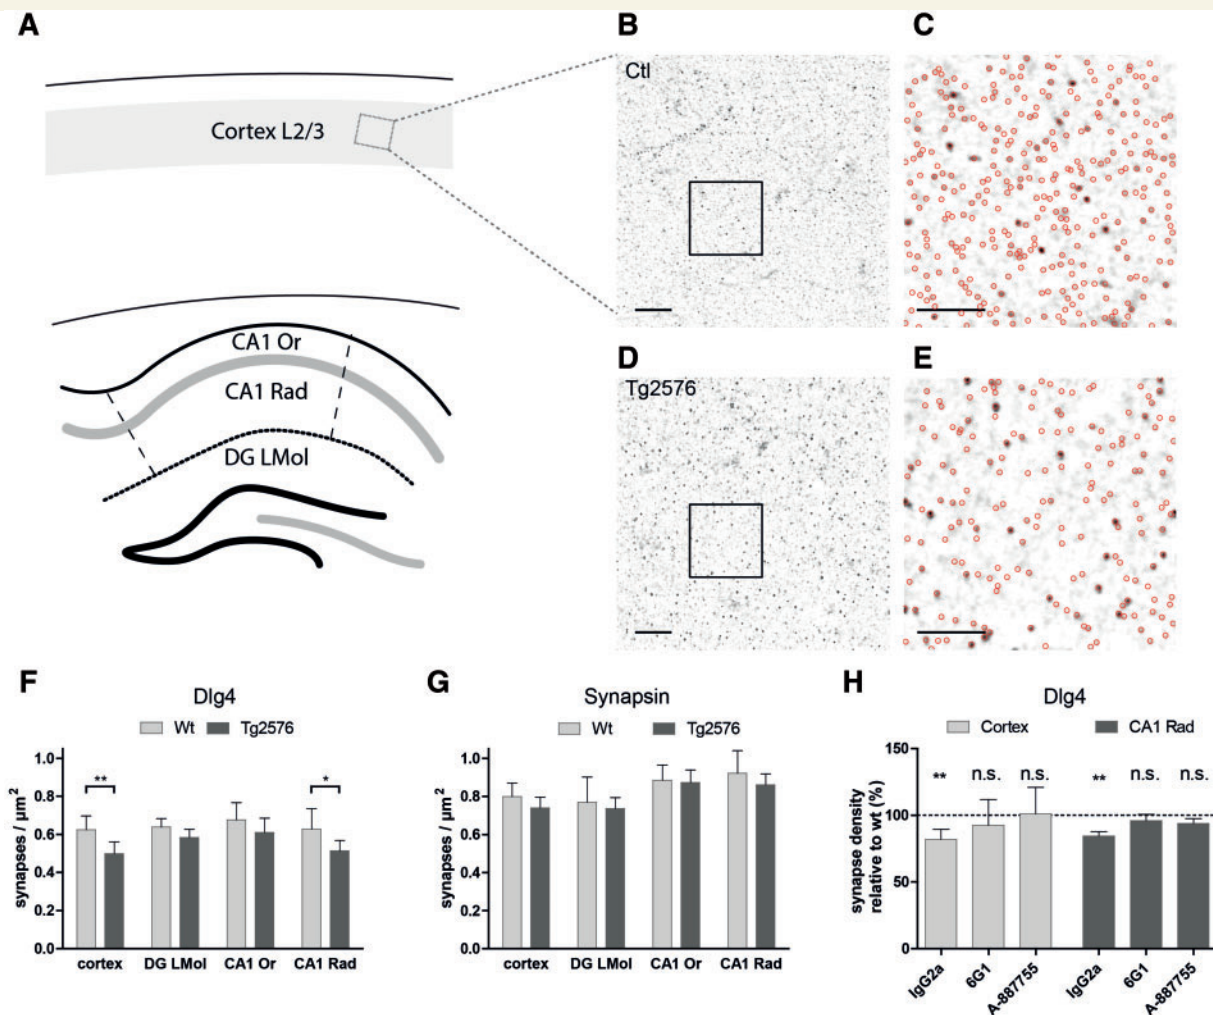 A
B
C
Ctl
Cortex L2/3
CA1 Or
CA1 Rad
DG LMol
D
E
Tg2576
F
Dlg4
Wt
Tg2576
synapses / µm²
1.0
0.8
0.6
0.4
0.2
0.0
**
*
cortex
DG LMol
CA1 Or
CA1 Rad
G
Synapsin
Wt
Tg2576
synapses / µm²
1.0
0.8
0.6
0.4
0.2
0.0
cortex
DG LMol
CA1 Or
CA1 Rad
H
Dlg4
Cortex
CA1 Rad
synapse density
relative to wt (%)
150
100
50
0
**
n.s.
n.s.
**
n.s.
n.s.
IgG2a
6G1
A-887755
IgG2a
6G1
A-887755